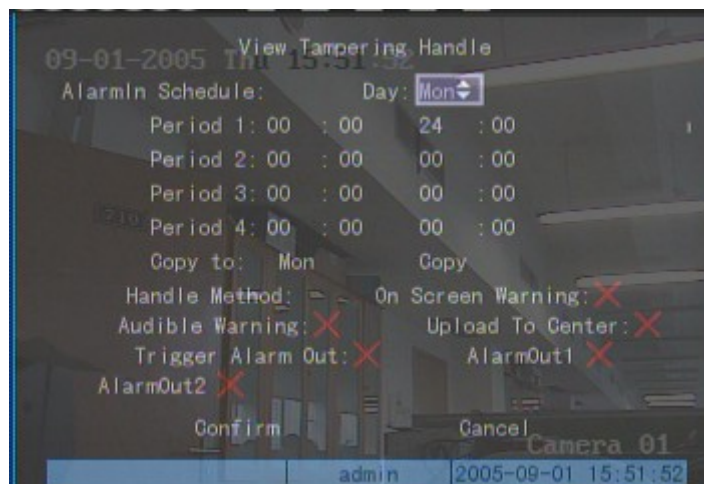 View Tampering Handle
09-01-2005 Thu 15:51:52
AlarmIn Schedule: Day: Mon
Period 1: 00 : 00 24 : 00
Period 2: 00 : 00 00 : 00
Period 3: 00 : 00 00 : 00
Period 4: 00 : 00 00 : 00
Copy to: Mon Copy
Handle Method: On Screen Warning:
Audible Warning: Upload To Center:
Trigger Alarm Out: AlarmOut1
AlarmOut2
Confirm Cancel
Camera 01
admin 2005-09-01 15:51:52